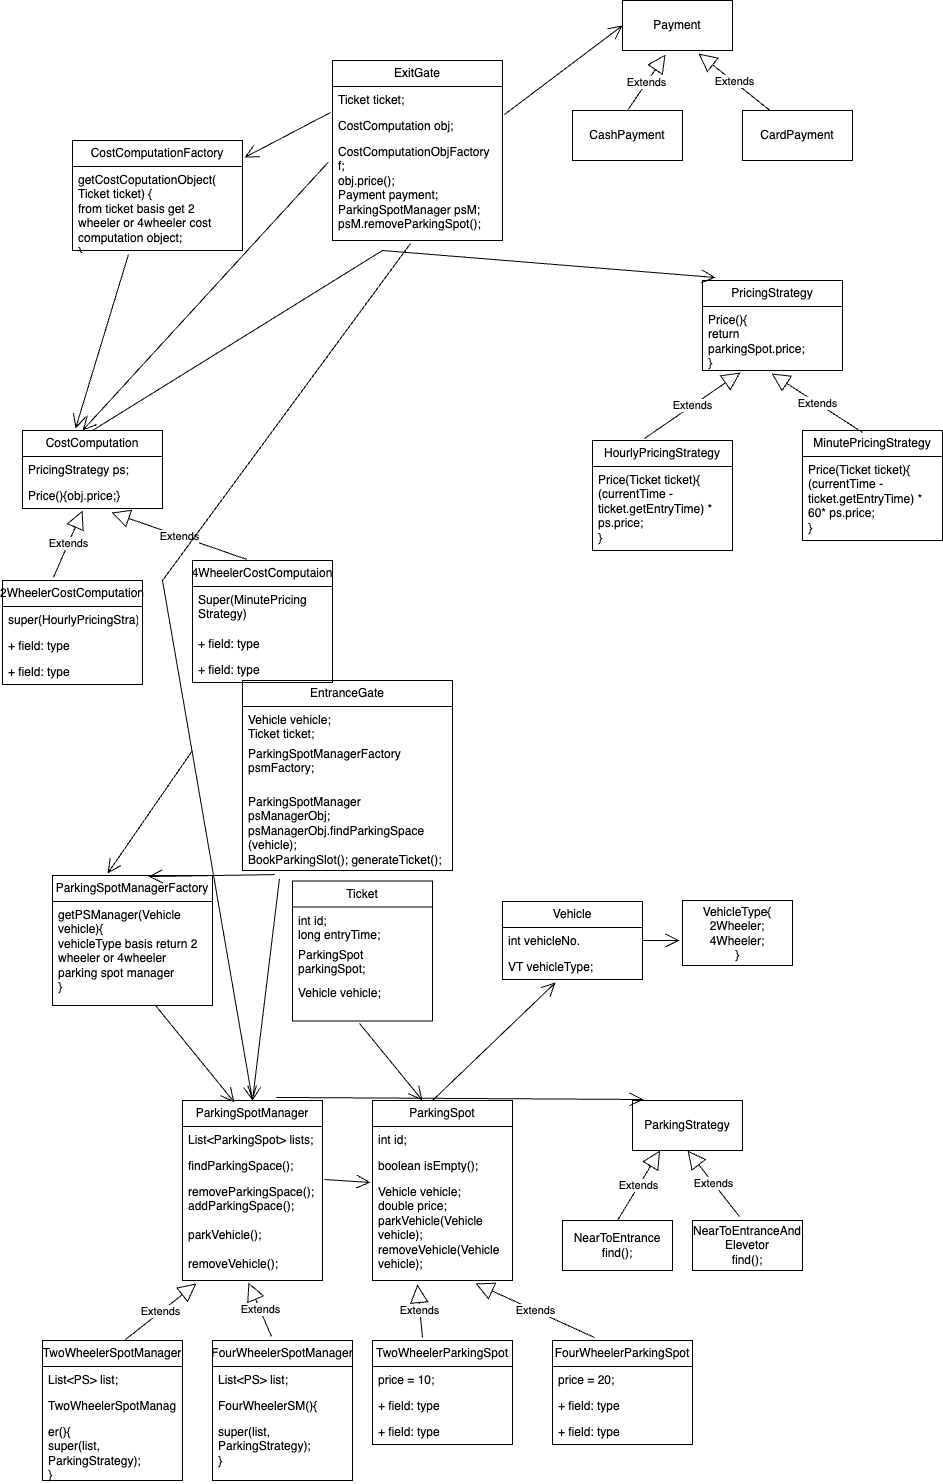 Payment
Extends
Extends
CashPayment
CardPayment
ExitGate
Ticket ticket;
CostComputation obj;
CostComputationObjFactory
f;
obj.price();
Payment payment;
ParkingSpotManager psM;
psM.removeParkingSpot();
CostComputationFactory
getCostCoputationObject(
Ticket ticket) {
from ticket basis get 2
wheeler or 4wheeler cost
computation object;
}
PricingStrategy
Price(){
return
parkingSpot.price;
}
Extends
Extends
HourlyPricingStrategy
Price(Ticket ticket){
(currentTime -
ticket.getEntryTime) *
ps.price;
}
MinutePricingStrategy
Price(Ticket ticket){
(currentTime -
ticket.getEntryTime) *
60* ps.price;
}
CostComputation
PricingStrategy ps;
Price(){obj.price;}
Extends
Extends
2WheelerCostComputation
super(HourlyPricingStra)
+ field: type
+ field: type
4WheelerCostComputaion
Super(MinutePricing
Strategy)
+ field: type
+ field: type
EntranceGate
Vehicle vehicle;
Ticket ticket;
ParkingSpotManagerFactory
psmFactory;
ParkingSpotManager
psManagerObj;
psManagerObj.findParkingSpace
(vehicle);
BookParkingSlot(); generateTicket();
ParkingSpotManagerFactory
getPSManager(Vehicle
vehicle){
vehicleType basis return 2
wheeler or 4wheeler
parking spot manager
}
Ticket
int id;
long entryTime;
ParkingSpot
parkingSpot;
Vehicle vehicle;
Vehicle
int vehicleNo.
VT vehicleType;
VehicleType{
2Wheeler;
4Wheeler;
}
ParkingSpotManager
List<ParkingSpot> lists;
findParkingSpace();
removeParkingSpace();
addParkingSpace();
parkVehicle();
removeVehicle();
ParkingSpot
int id;
boolean isEmpty();
Vehicle vehicle;
double price;
parkVehicle(Vehicle
vehicle);
removeVehicle(Vehicle
vehicle);
ParkingStrategy
Extends
Extends
NearToEntrance
find();
NearToEntranceAnd
Elevetor
find();
Extends
Extends
Extends
Extends
TwoWheelerSpotManager
List<PS> list;
TwoWheelerSpotManag
er(){
super(list,
ParkingStrategy);
}
FourWheelerSpotManager
List<PS> list;
FourWheelerSM(){
super(list,
ParkingStrategy);
}
TwoWheelerParkingSpot
price = 10;
+ field: type
+ field: type
FourWheelerParkingSpot
price = 20;
+ field: type
+ field: type